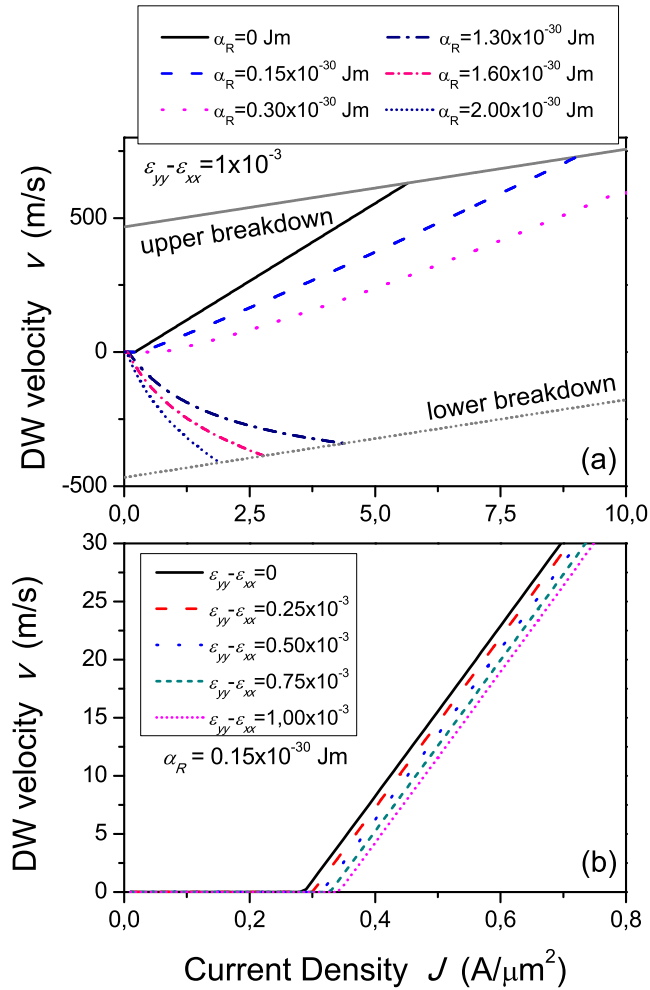 α_R=0 Jm
α_R=1.30x10^-30 Jm
α_R=0.15x10^-30 Jm
α_R=1.60x10^-30 Jm
α_R=0.30x10^-30 Jm
α_R=2.00x10^-30 Jm
ε_yy-ε_xx=1x10^-3
500
upper breakdown
DW velocity v (m/s)
0
lower breakdown
(a)
-500
0,0 2,5 5,0 7,5 10,0
30
ε_yy-ε_xx=0
25
ε_yy-ε_xx=0.25x10^-3
20
ε_yy-ε_xx=0.50x10^-3
ε_yy-ε_xx=0.75x10^-3
15
ε_yy-ε_xx=1,00x10^-3
α_R = 0.15x10^-30 Jm
DW velocity v (m/s)
10
5
(b)
0
0,0 0,2 0,4 0,6 0,8
Current Density J (A/μm^2)